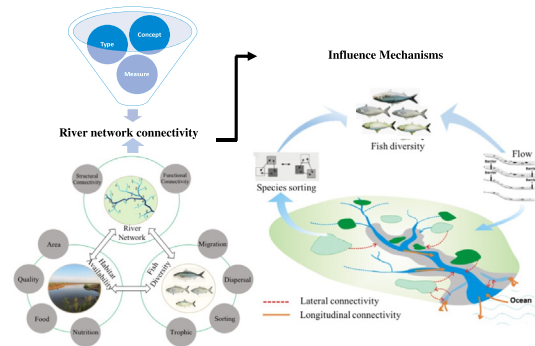 Concept
Type
Measure
River network connectivity
Influence Mechanisms
Structural
Connectivity
Functional
Connectivity
River
Network
Habitat
Availability
Fish
Diversity
Area
Quality
Food
Nutrition
Migration
Dispersal
Sorting
Trophic
Fish diversity
Species sorting
Flow
Barrier
Lateral connectivity
Longitudinal connectivity
Ocean